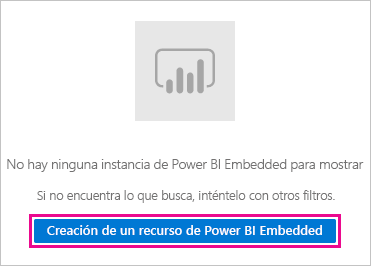 No hay ninguna instancia de Power BI Embedded para mostrar
Si no encuentra lo que busca, inténtelo con otros filtros.
Creación de un recurso de Power BI Embedded